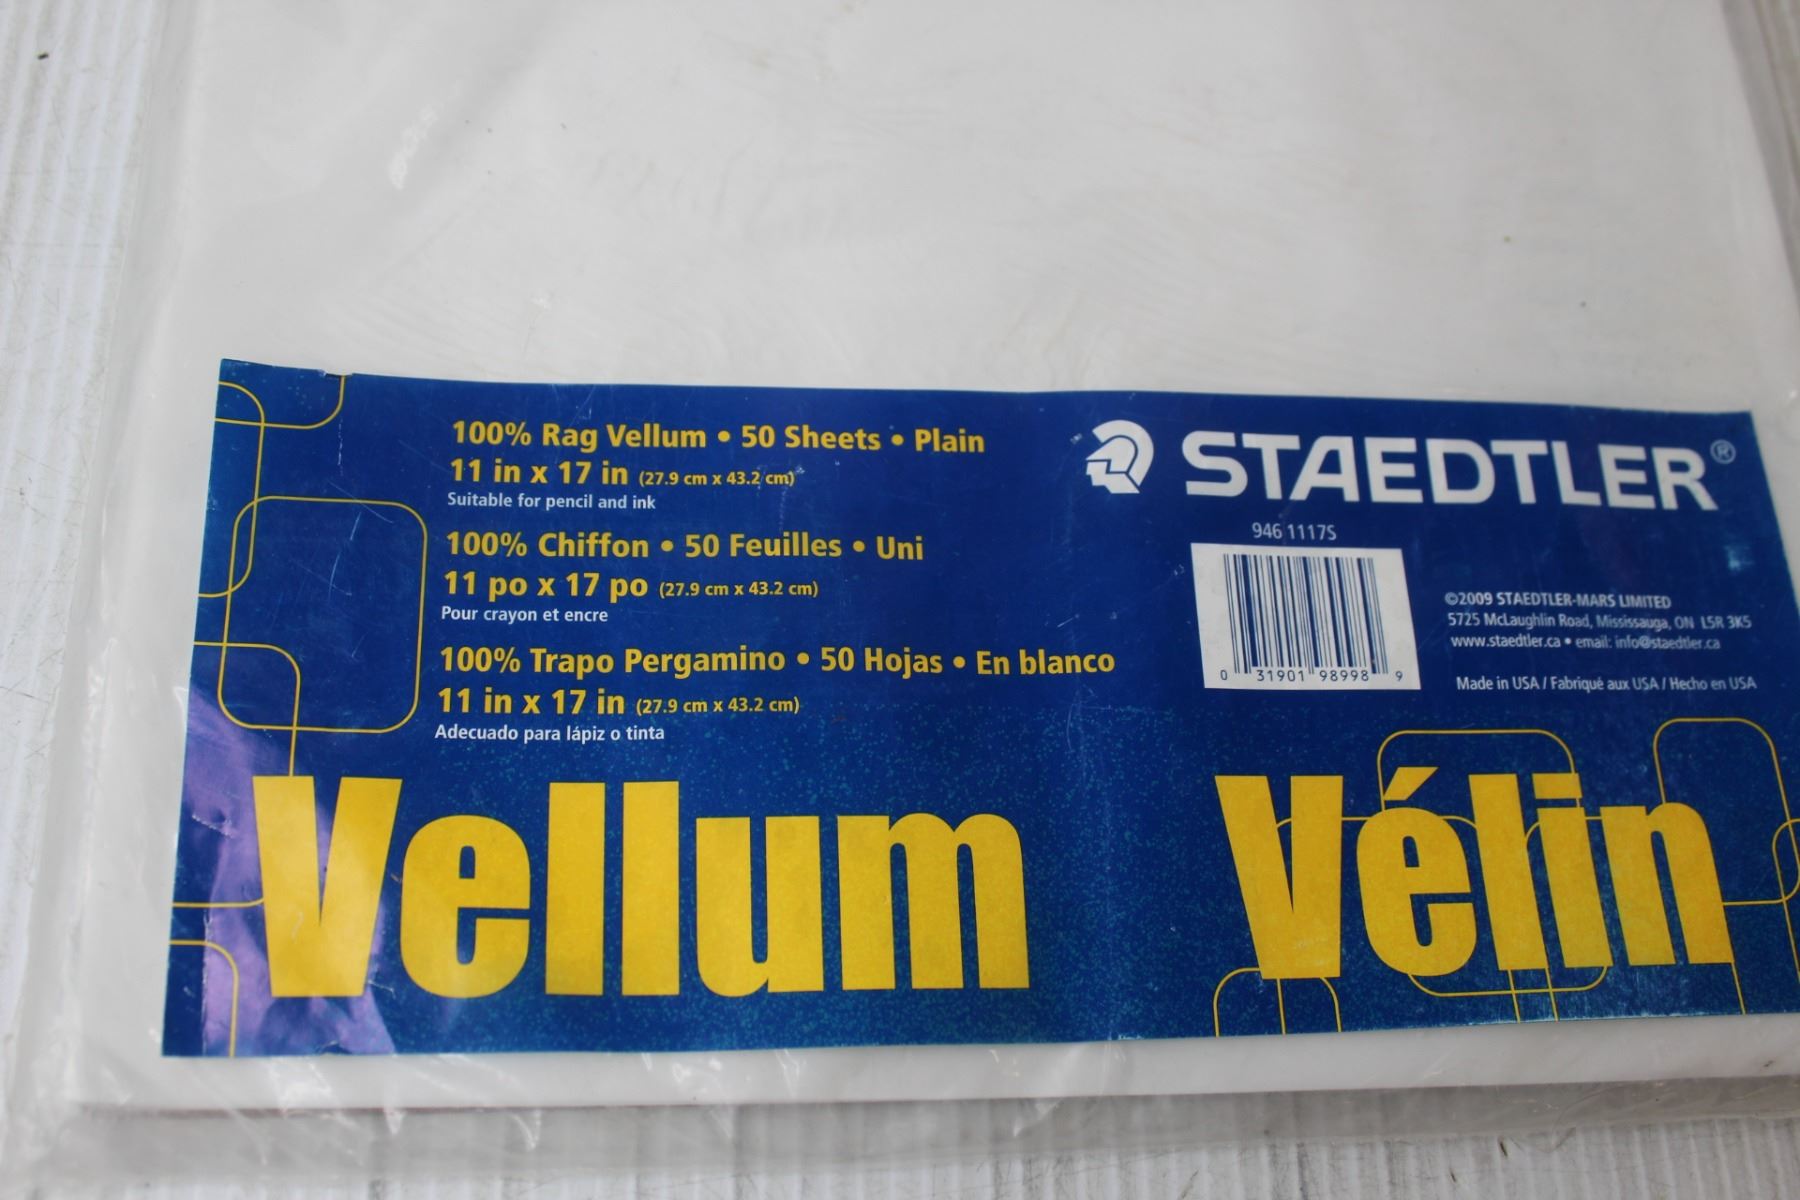 100% Rag Vellum • 50 Sheets • Plain
11 in x 17 in (27.9 cm x 43.2 cm)
Suitable for pencil and ink
100% Chiffon • 50 Feuilles • Uni
11 po x 17 po (27.9 cm x 43.2 cm)
Pour crayon et encre
100% Trapo Pergamino • 50 Hojas • En blanco
11 in x 17 in (27.9 cm x 43.2 cm)
Adecuado para lápiz o tinta
STAEDTLER®
946 1117S
0 31901 98998 9
©2009 STAEDTLER-MARS LIMITED
5725 McLaughlin Road, Mississauga, ON L5R 3K5
www.staedtler.ca • email: info@staedtler.ca
Made in USA / Fabriqué aux USA / Hecho en USA
Vellum
Vélin